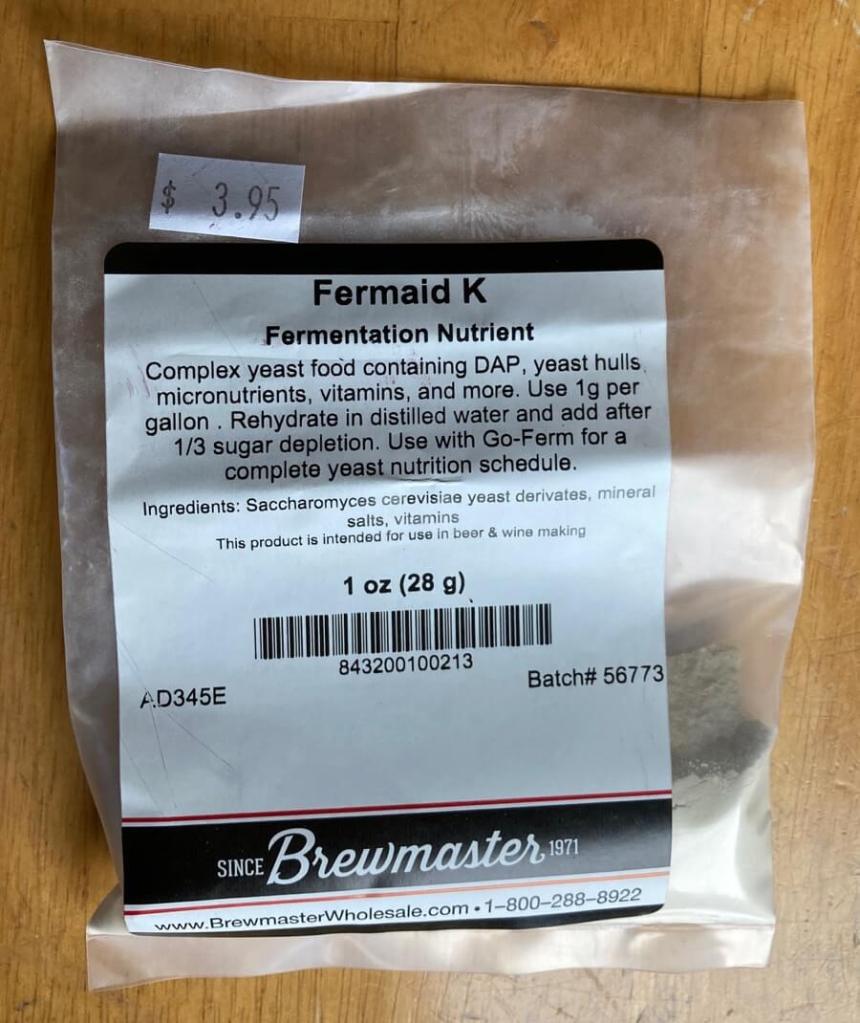 $ 3.95
Fermaid K
Fermentation Nutrient
Complex yeast food containing DAP, yeast hulls,
micronutrients, vitamins, and more. Use 1g per
gallon . Rehydrate in distilled water and add after
1/3 sugar depletion. Use with Go-Ferm for a
complete yeast nutrition schedule.
Ingredients: Saccharomyces cerevisiae yeast derivates, mineral
salts, vitamins
This product is intended for use in beer & wine making
1 oz (28 g)
843200100213
AD345E Batch# 56773
SINCE Brewmaster 1971
www.BrewmasterWholesale.com • 1-800-288-8922